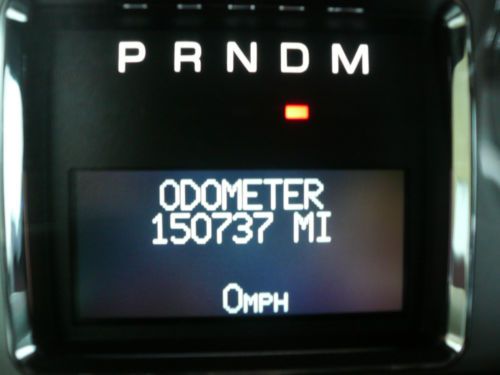 P R N D M
ODOMETER
150737 MI
0MPH